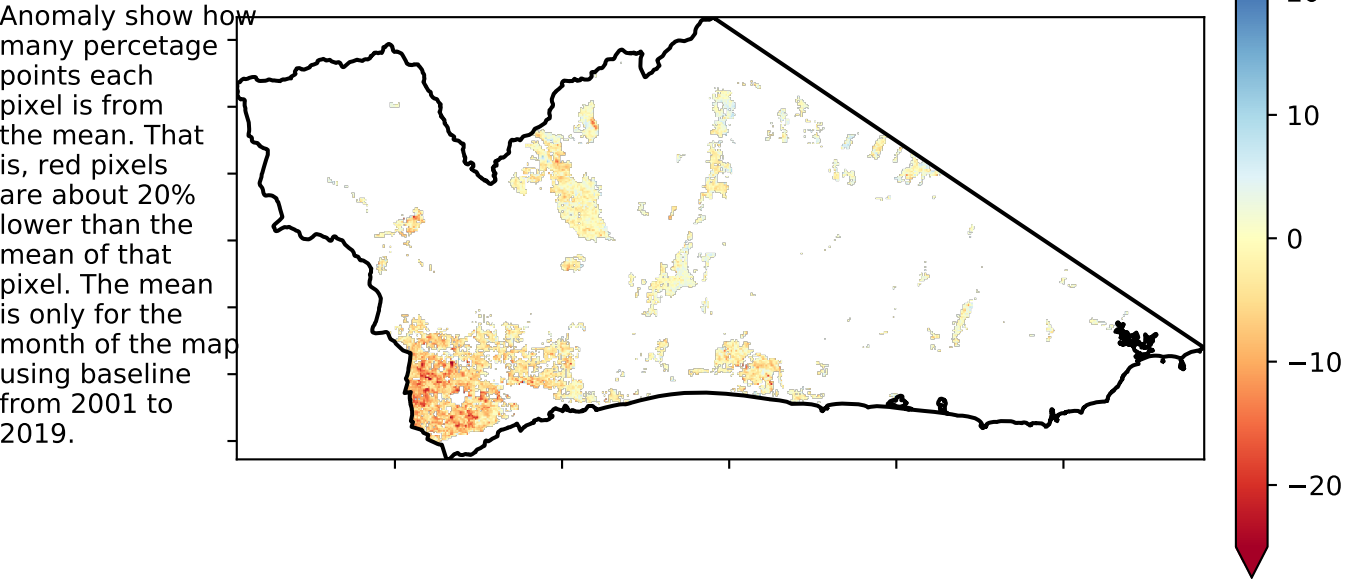 Anomaly show how
many percetage
points each
pixel is from
the mean. That
is, red pixels
are about 20%
lower than the
mean of that
pixel. The mean
is only for the
month of the map
using baseline
from 2001 to
2019.
10
0
−10
−20